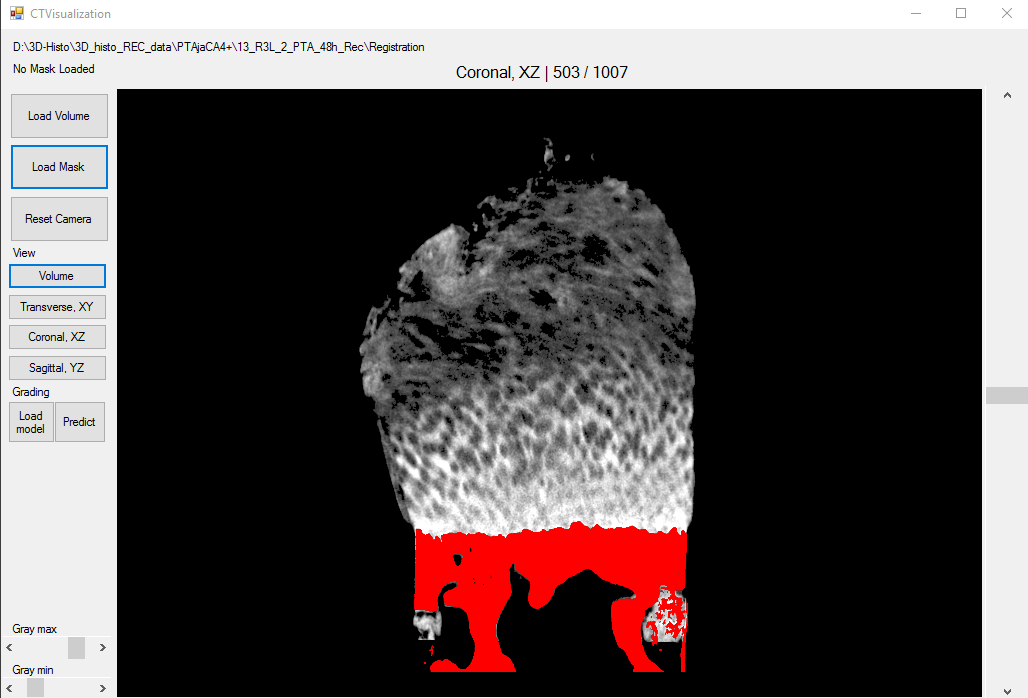 CTVisualization
D:\3D-Histo\3D_histo_REC_data\PTAjaCA4+\13_R3L_2_PTA_48h_Rec\Registration
No Mask Loaded
Coronal, XZ | 503 / 1007
Load Volume
Load Mask
Reset Camera
View
Volume
Transverse, XY
Coronal, XZ
Sagittal, YZ
Grading
Load
model
Predict
Gray max
Gray min